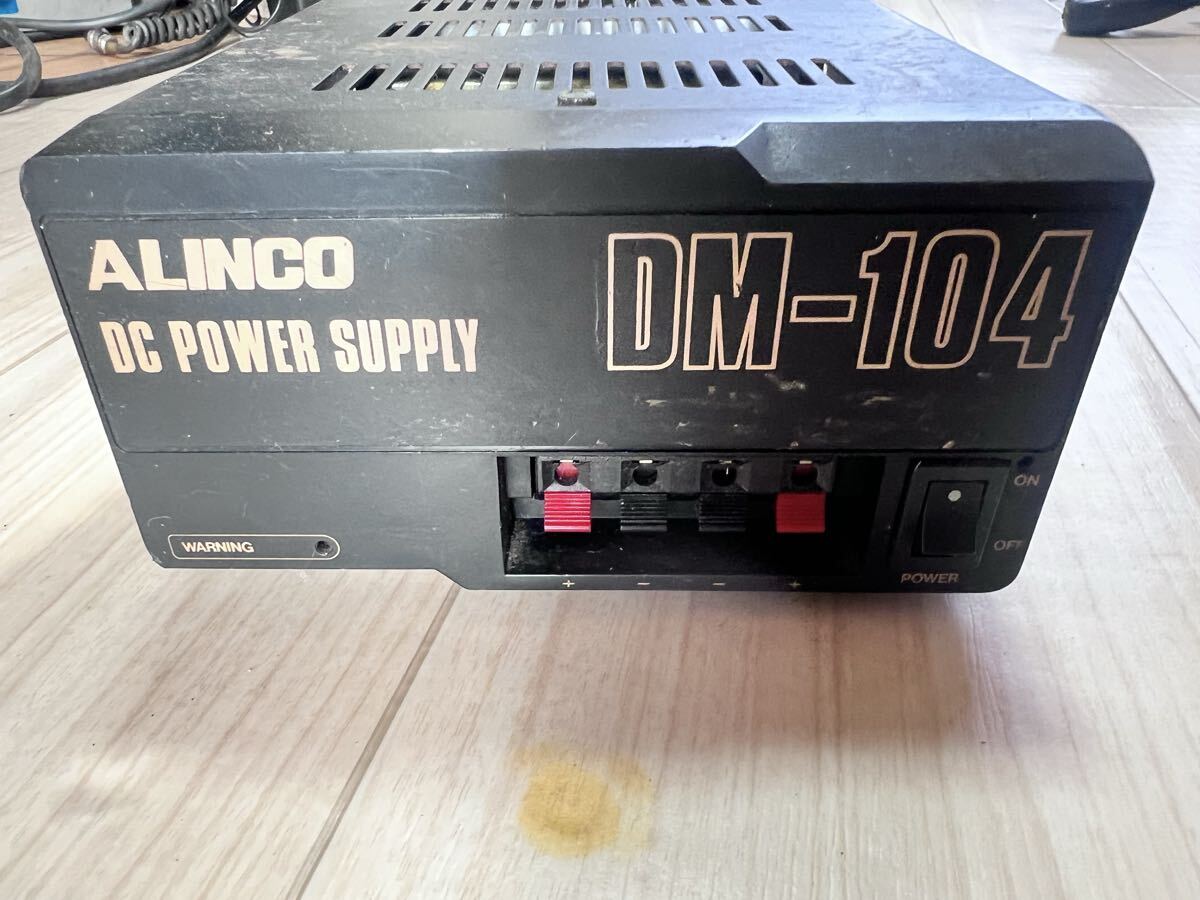 ALINCO
DM-104
DC POWER SUPPLY
ON
WARNING
OFF
+ − − +
POWER